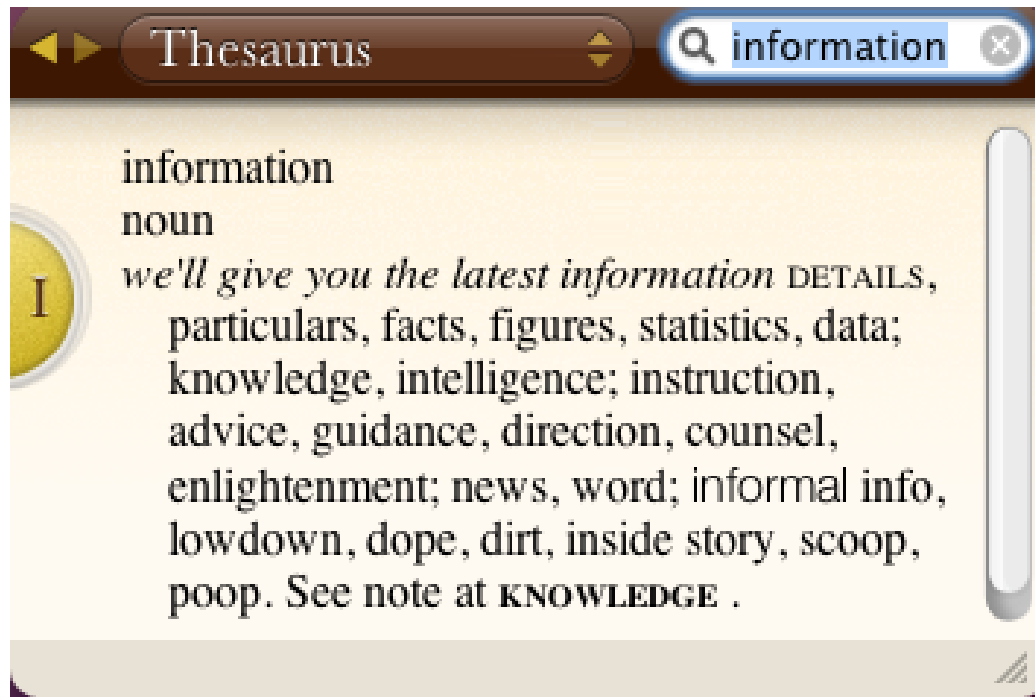 Thesaurus
information
information
noun
I
we'll give you the latest information DETAILS,
particulars, facts, figures, statistics, data;
knowledge, intelligence; instruction,
advice, guidance, direction, counsel,
enlightenment; news, word; informal info,
lowdown, dope, dirt, inside story, scoop,
poop. See note at KNOWLEDGE .